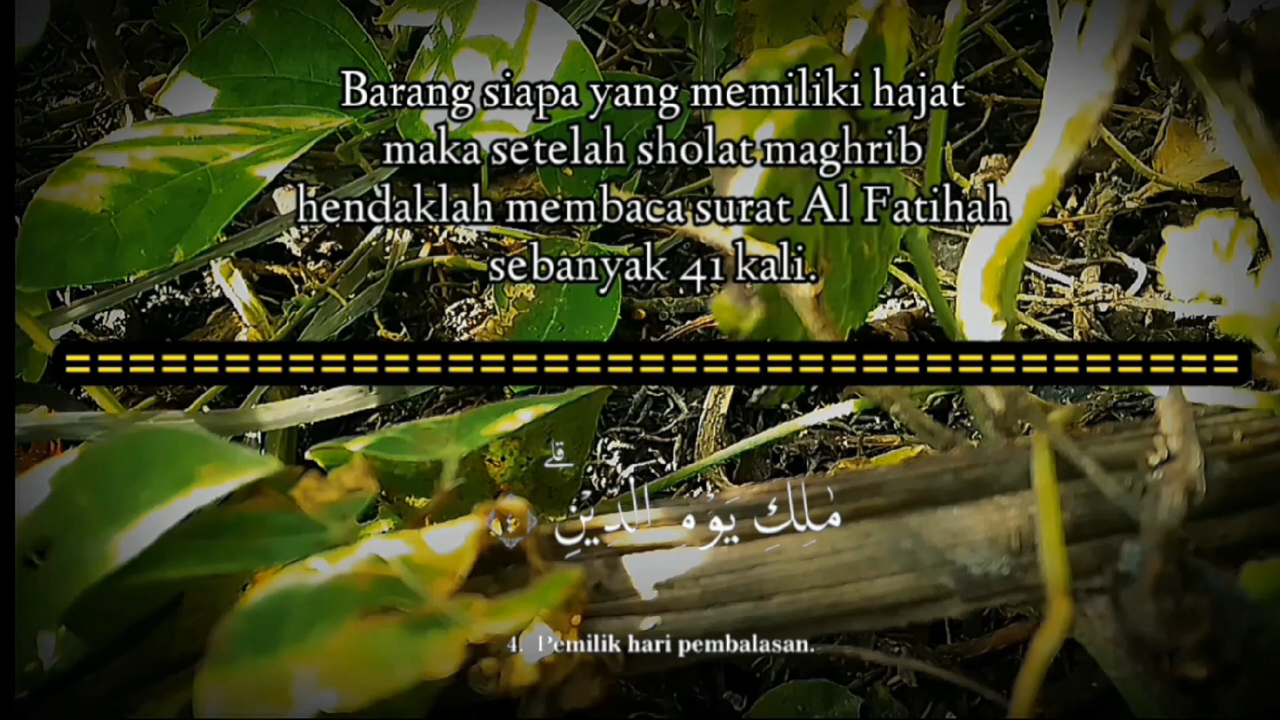 Barang siapa yang memiliki hajat
maka setelah sholat maghrib
hendaklah membaca surat Al Fatihah
sebanyak 41 kali.
====================================
مٰلِكِ يَوْمِ الدِّيْنِۗ ٤
4. Pemilik hari pembalasan.